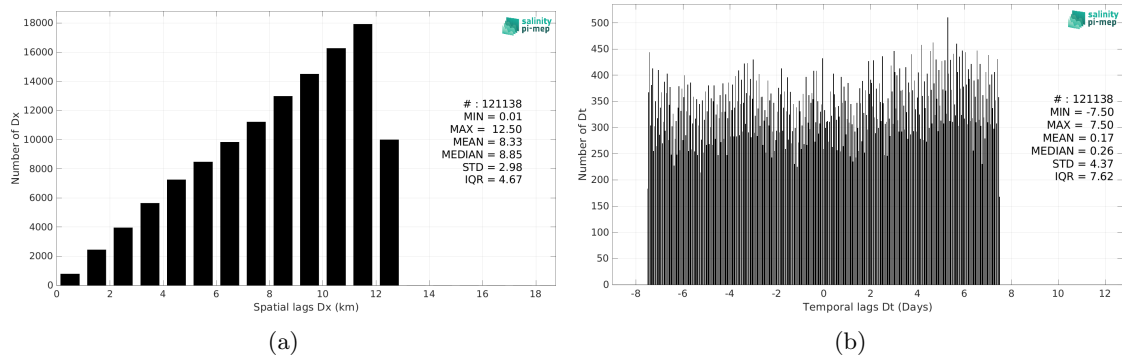 18000
16000
14000
12000
10000
8000
6000
4000
2000
0
Number of Dx
0 2 4 6 8 10 12 14 16 18
Spatial lags Dx (km)
salinity
pi-mep
# : 121138
MIN = 0.01
MAX = 12.50
MEAN = 8.33
MEDIAN = 8.85
STD = 2.98
IQR = 4.67
(a)
500
450
400
350
300
250
200
150
100
50
0
Number of Dt
-8 -6 -4 -2 0 2 4 6 8 10 12
Temporal lags Dt (Days)
salinity
pi-mep
# : 121138
MIN = -7.50
MAX = 7.50
MEAN = 0.17
MEDIAN = 0.26
STD = 4.37
IQR = 7.62
(b)